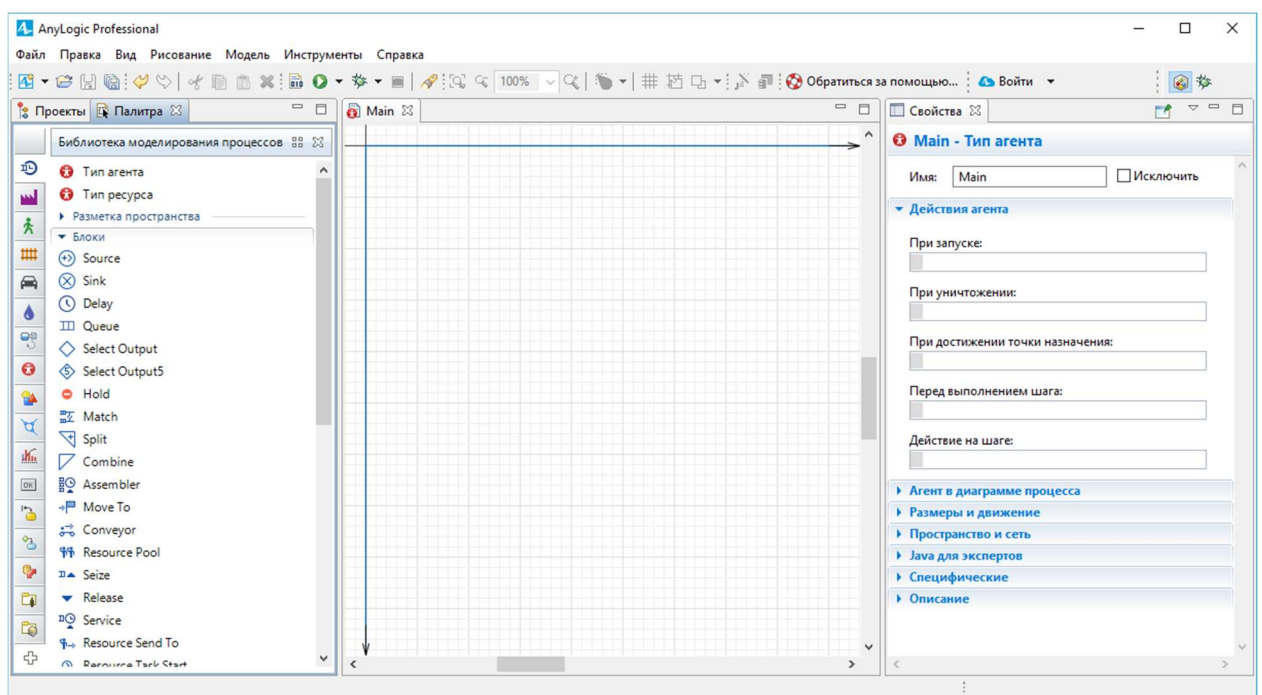 AnyLogic Professional
Файл Правка Вид Рисование Модель Инструменты Справка
100% Обратиться за помощью... Войти
Проекты Палитра
Main
Свойства
Библиотека моделирования процессов
Тип агента
Тип ресурса
Разметка пространства
Блоки
Source
Sink
Delay
Queue
Select Output
Select Output5
Hold
Match
Split
Combine
Assembler
Move To
Conveyor
Resource Pool
Seize
Release
Service
Resource Send To
Resource Task Start
OK
Main - Тип агента
Имя: Main Исключить
Действия агента
При запуске:
При уничтожении:
При достижении точки назначения:
Перед выполнением шага:
Действие на шаге:
Агент в диаграмме процесса
Размеры и движение
Пространство и сеть
Java для экспертов
Специфические
Описание